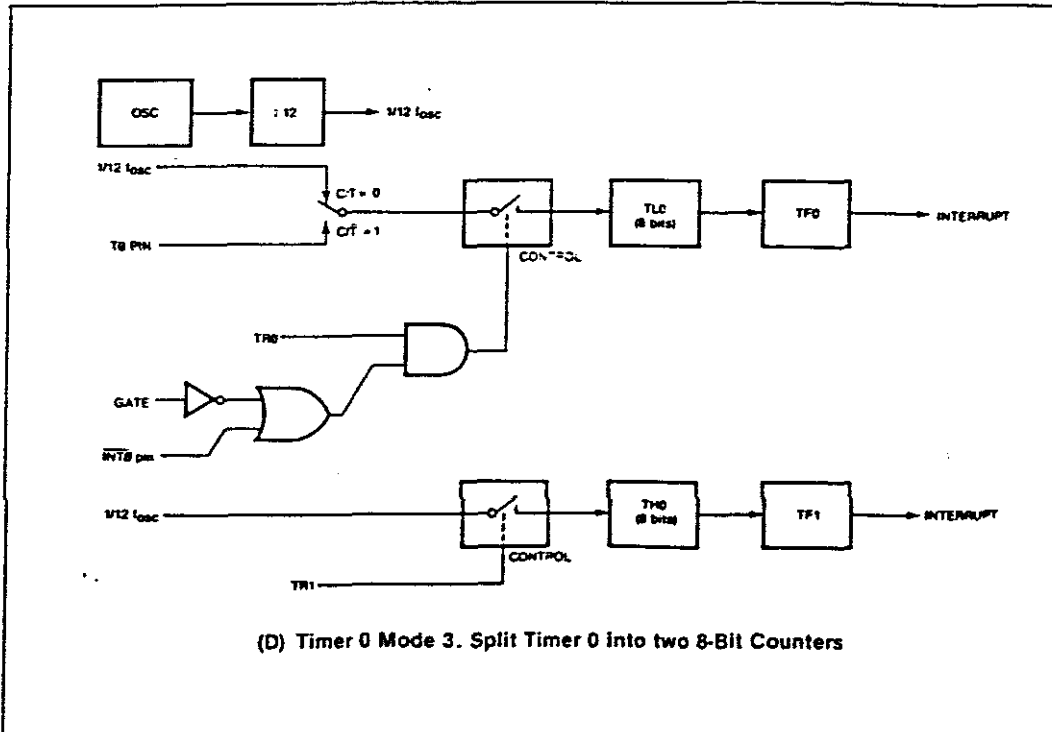 OSC
: 12
1/12 fosc
1/12 fosc
C/T = 0
C/T̅ = 1
T0 PIN
CONTROL
TL0
(8 bits)
TF0
INTERRUPT
TR0
GATE
I̅N̅T̅0̅ pin
1/12 fosc
CONTROL
TH0
(8 bits)
TF1
INTERRUPT
TR1
(D) Timer 0 Mode 3. Split Timer 0 into two 8-Bit Counters